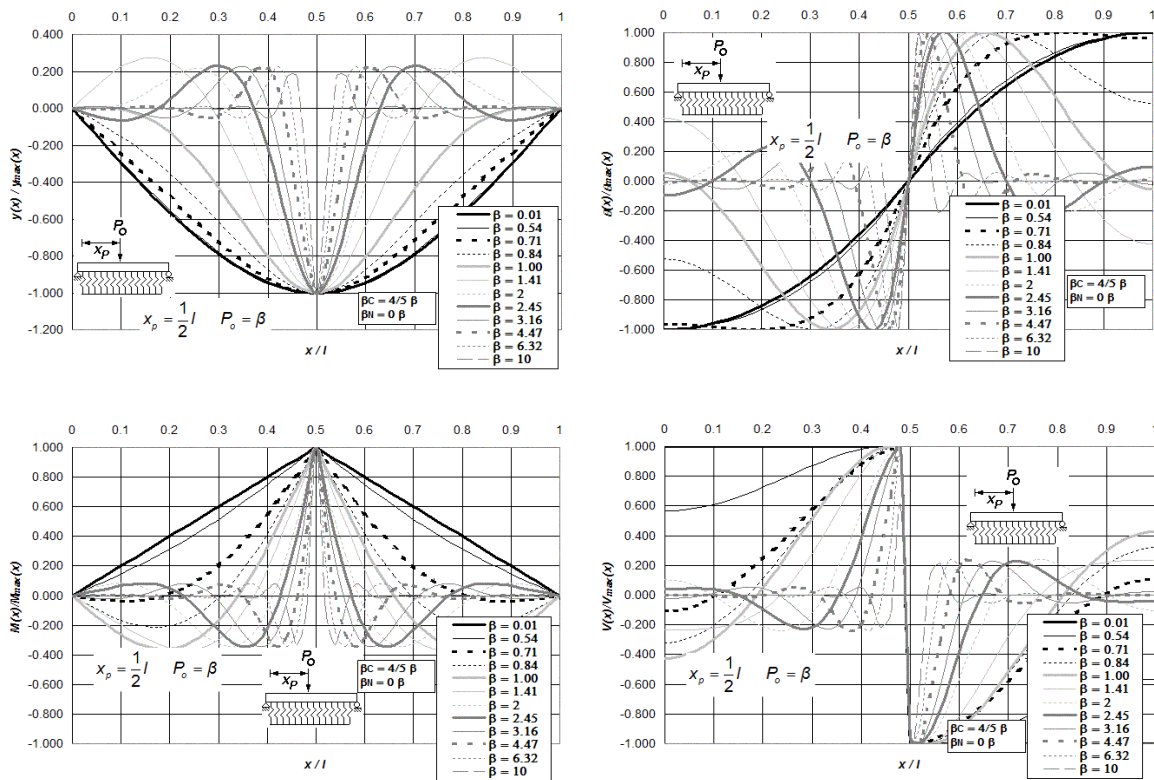 0 0.1 0.2 0.3 0.4 0.5 0.6 0.7 0.8 0.9 1
0.400
0.200
0.000
-0.200
-0.400
-0.600
-0.800
-1.000
-1.200
y(x) / ymax(x)
Po
xP
xp = 1/2 l Po = β
βC = 4/5 β
βN = 0 β
β = 0.01
β = 0.54
β = 0.71
β = 0.84
β = 1.00
β = 1.41
β = 2
β = 2.45
β = 3.16
β = 4.47
β = 6.32
β = 10
x / l
0 0.1 0.2 0.3 0.4 0.5 0.6 0.7 0.8 0.9 1
1.000
0.800
0.600
0.400
0.200
0.000
-0.200
-0.400
-0.600
-0.800
-1.000
Po
xP
xp = 1/2 l Po = β
β = 0.01
β = 0.54
β = 0.71
β = 0.84
β = 1.00
β = 1.41
β = 2
β = 2.45
β = 3.16
β = 4.47
β = 6.32
β = 10
βC = 4/5 β
βN = 0 β
x / l
0 0.1 0.2 0.3 0.4 0.5 0.6 0.7 0.8 0.9 1
1.000
0.800
0.600
0.400
0.200
0.000
-0.200
-0.400
-0.600
-0.800
-1.000
M(x)/Mmax(x)
xp = 1/2 l Po = β
Po
xP
βC = 4/5 β
βN = 0 β
β = 0.01
β = 0.54
β = 0.71
β = 0.84
β = 1.00
β = 1.41
β = 2
β = 2.45
β = 3.16
β = 4.47
β = 6.32
β = 10
x / l
0 0.1 0.2 0.3 0.4 0.5 0.6 0.7 0.8 0.9 1
1.000
0.800
0.600
0.400
0.200
0.000
-0.200
-0.400
-0.600
-0.800
-1.000
V(x)/Vmax(x)
Po
xP
xp = 1/2 l Po = β
β = 0.01
β = 0.54
β = 0.71
β = 0.84
β = 1.00
β = 1.41
β = 2
β = 2.45
β = 3.16
β = 4.47
β = 6.32
β = 10
βC = 4/5 β
βN = 0 β
x / l